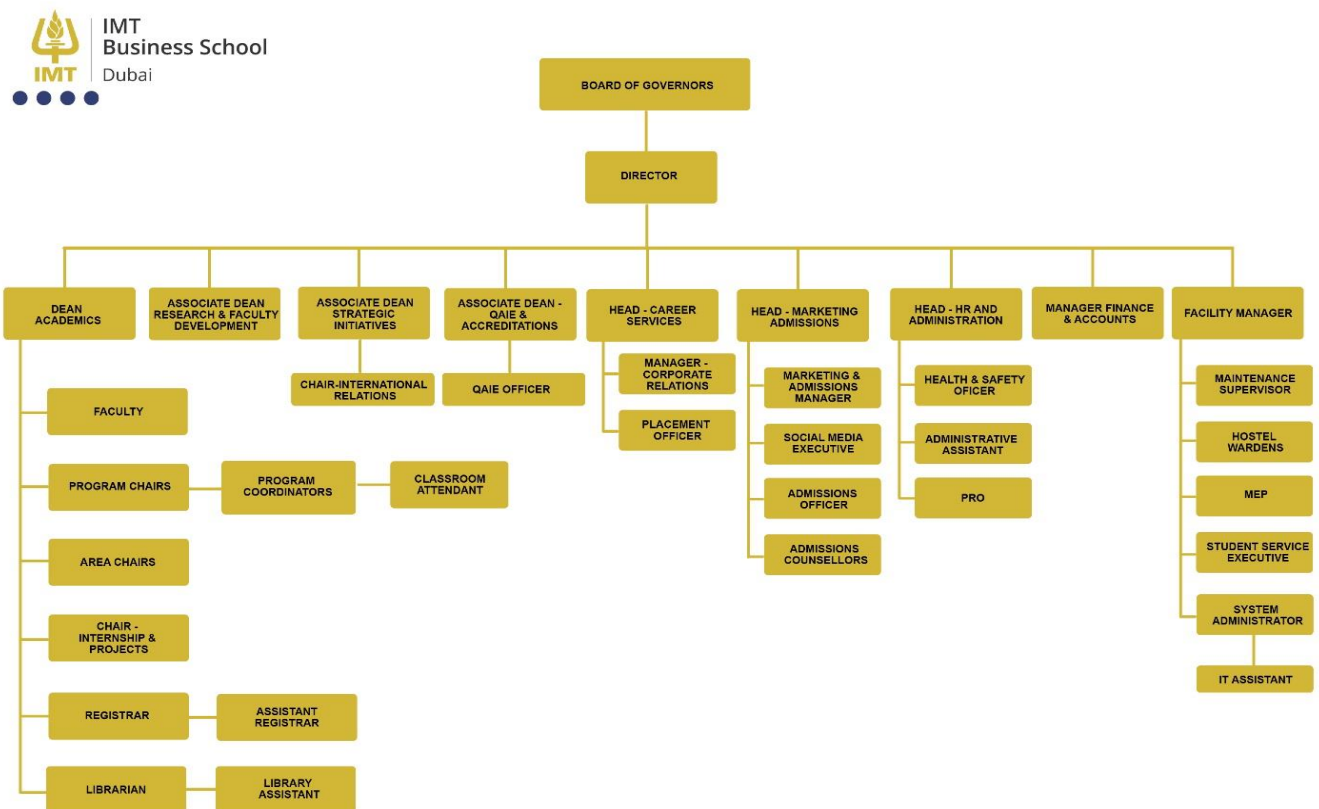 IMT
Business School
Dubai
IMT
BOARD OF GOVERNORS
DIRECTOR
DEAN
ACADEMICS
ASSOCIATE DEAN
RESEARCH & FACULTY
DEVELOPMENT
ASSOCIATE DEAN
STRATEGIC
INITIATIVES
ASSOCIATE DEAN -
QAIE &
ACCREDITATIONS
HEAD - CAREER
SERVICES
HEAD - MARKETING
ADMISSIONS
HEAD - HR AND
ADMINISTRATION
MANAGER FINANCE
& ACCOUNTS
FACILITY MANAGER
FACULTY
PROGRAM CHAIRS
PROGRAM
COORDINATORS
CLASSROOM
ATTENDANT
AREA CHAIRS
CHAIR -
INTERNSHIP &
PROJECTS
REGISTRAR
ASSISTANT
REGISTRAR
LIBRARIAN
LIBRARY
ASSISTANT
CHAIR-INTERNATIONAL
RELATIONS
QAIE OFFICER
MANAGER -
CORPORATE
RELATIONS
PLACEMENT
OFFICER
MARKETING &
ADMISSIONS
MANAGER
SOCIAL MEDIA
EXECUTIVE
ADMISSIONS
OFFICER
ADMISSIONS
COUNSELLORS
HEALTH & SAFETY
OFICER
ADMINISTRATIVE
ASSISTANT
PRO
MAINTENANCE
SUPERVISOR
HOSTEL
WARDENS
MEP
STUDENT SERVICE
EXECUTIVE
SYSTEM
ADMINISTRATOR
IT ASSISTANT